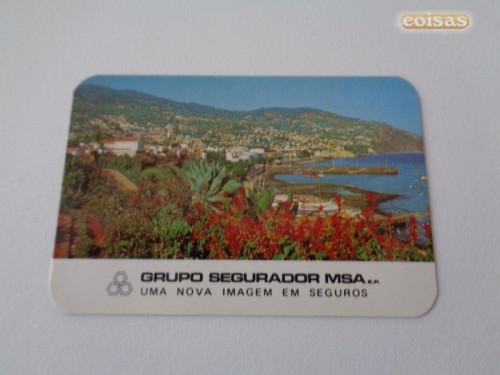 coisas
GRUPO SEGURADOR MSA E.P.
UMA NOVA IMAGEM EM SEGUROS